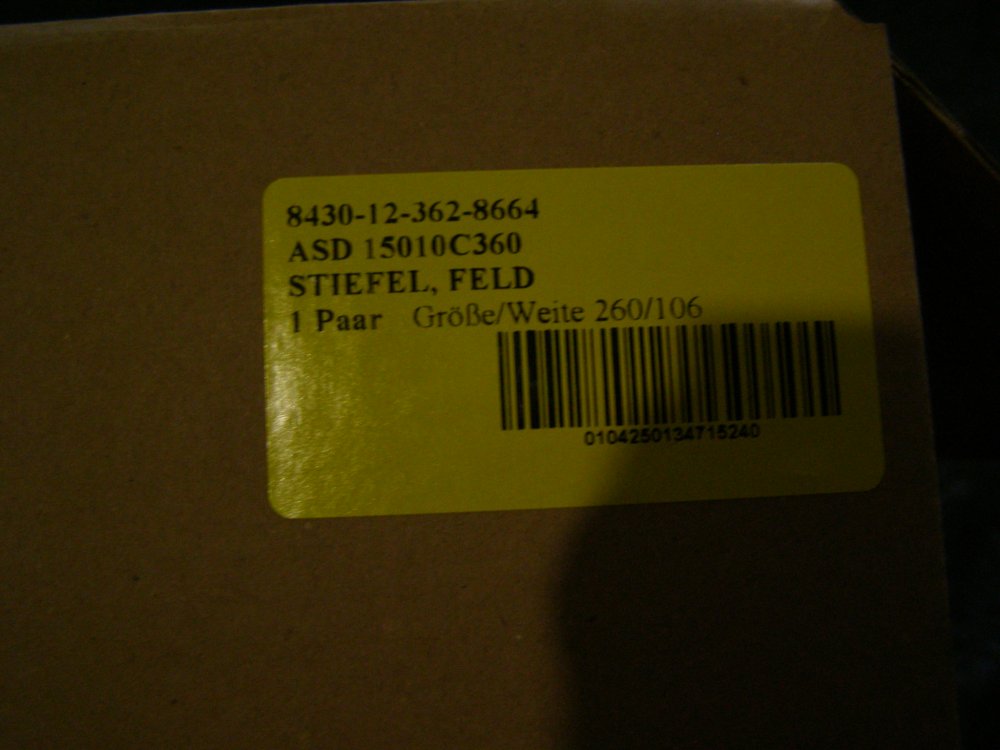 8430-12-362-8664
ASD 15010C360
STIEFEL, FELD
1 Paar Größe/Weite 260/106
0104250134715240